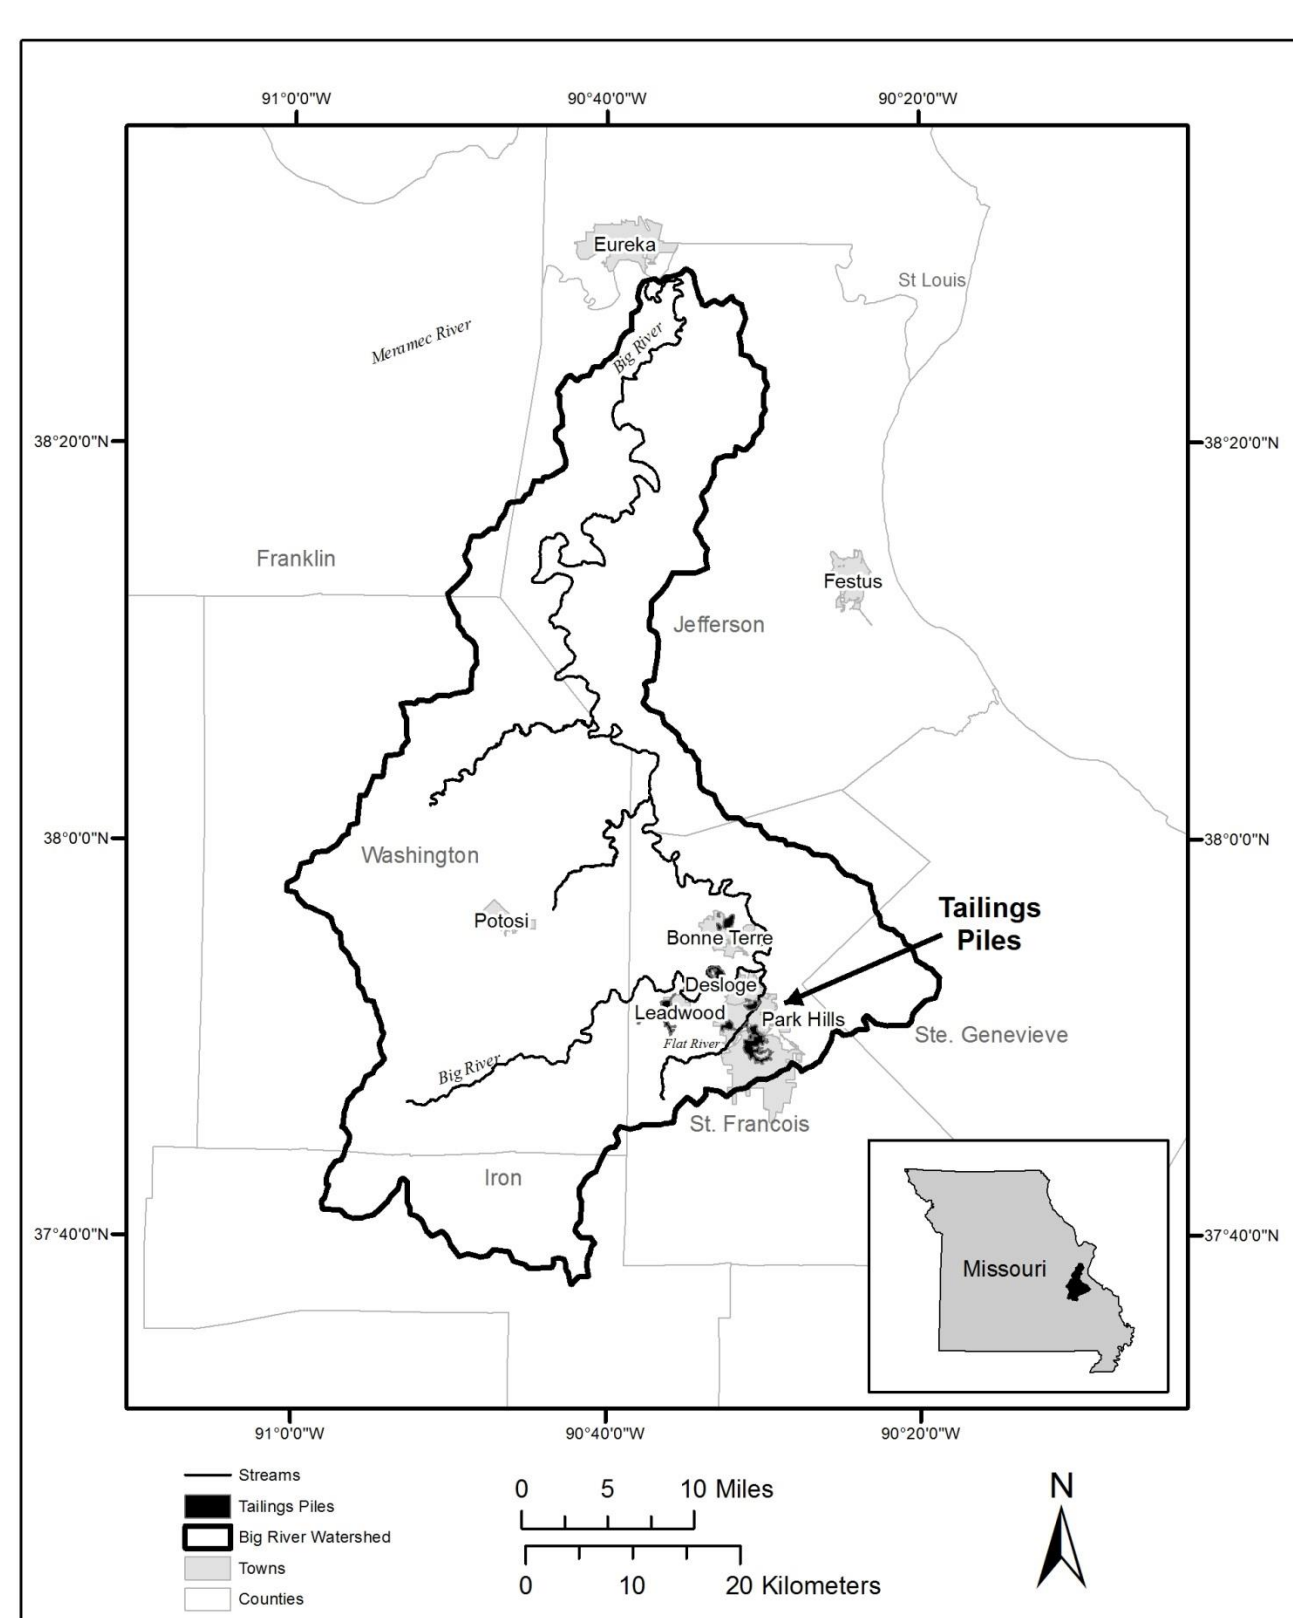 91°0'0"W 90°40'0"W 90°20'0"W
Eureka
St Louis
Meramec River
Big River
38°20'0"N 38°20'0"N
Franklin
Festus
Jefferson
38°0'0"N 38°0'0"N
Washington
Tailings
Piles
Potosi
Bonne Terre
Desloge
Leadwood
Park Hills
Flat River
Ste. Genevieve
Big River
St. Francois
Iron
37°40'0"N 37°40'0"N
Missouri
91°0'0"W 90°40'0"W 90°20'0"W
Streams
Tailings Piles
Big River Watershed
Towns
Counties
0 5 10 Miles
0 10 20 Kilometers
N